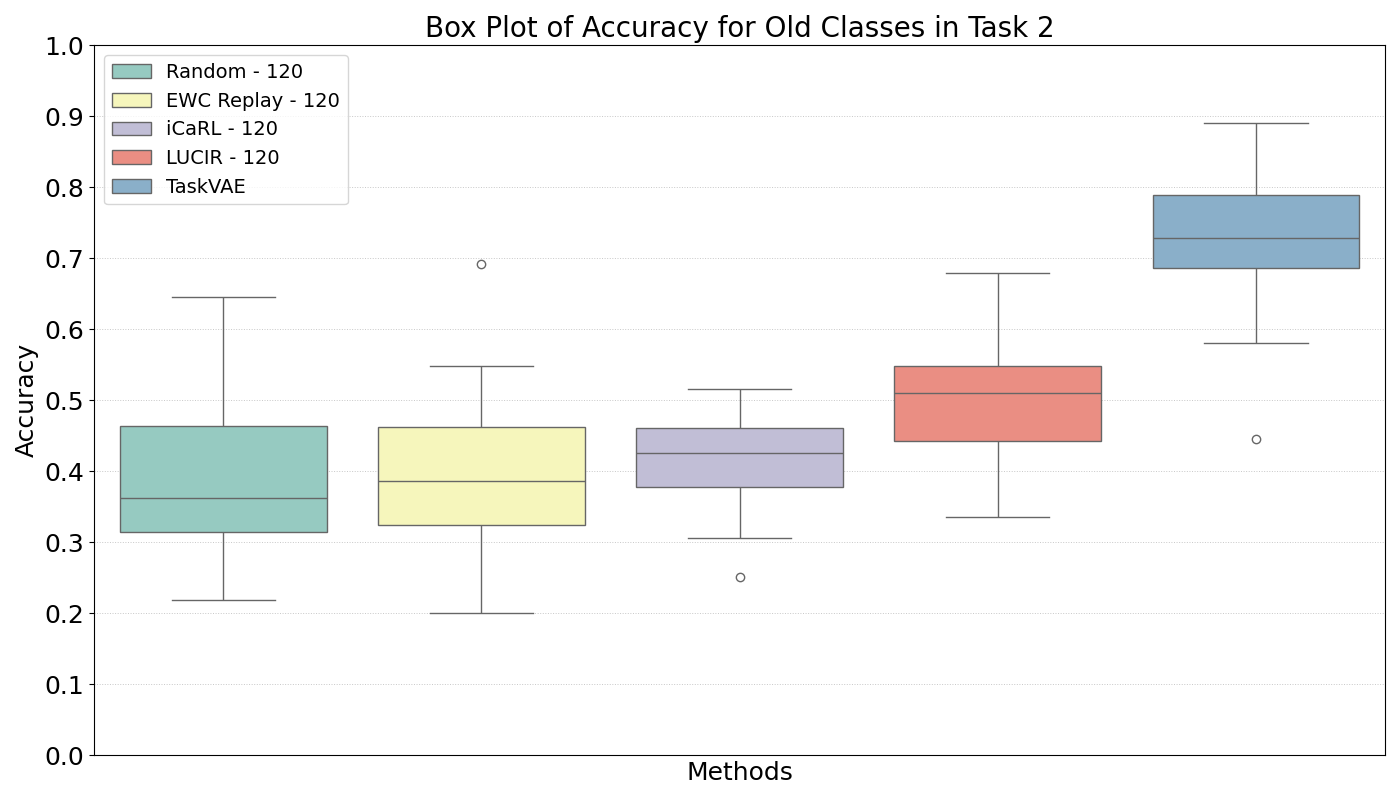 Box Plot of Accuracy for Old Classes in Task 2
1.0
0.9
0.8
0.7
0.6
0.5
0.4
0.3
0.2
0.1
0.0
Accuracy
Random - 120
EWC Replay - 120
iCaRL - 120
LUCIR - 120
TaskVAE
Methods